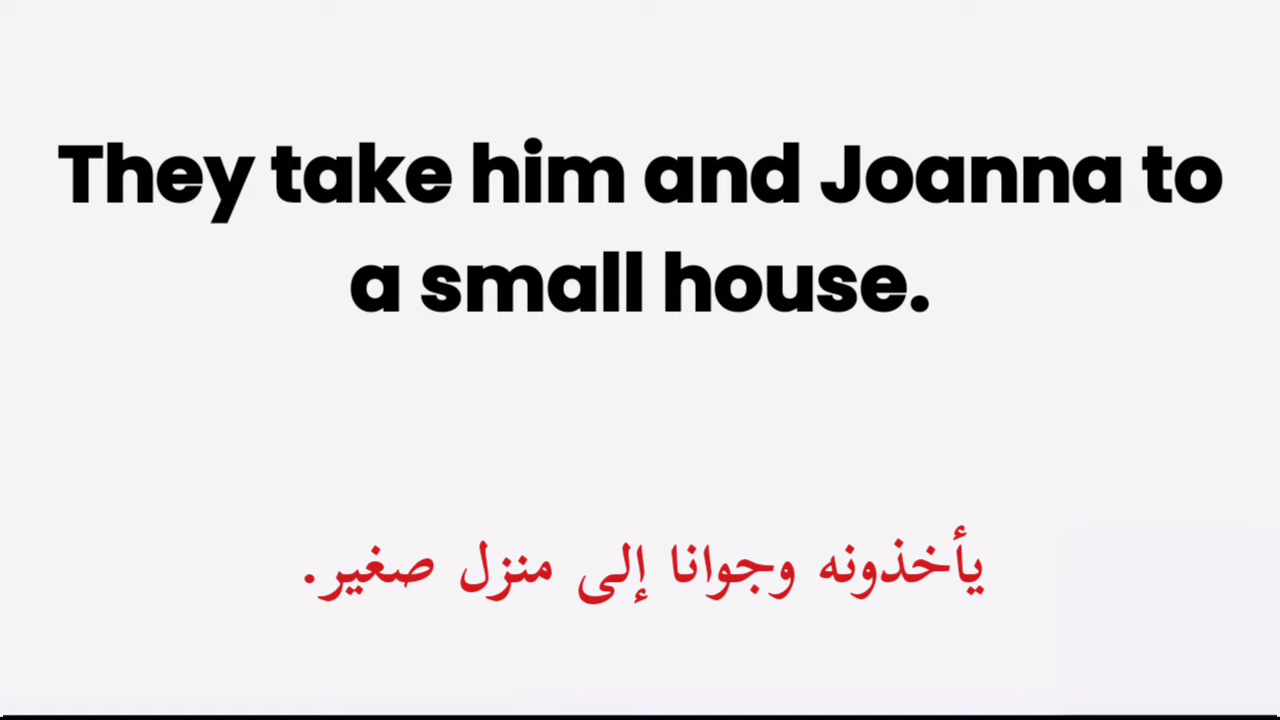 They take him and Joanna to
a small house.
يأخذونه وجوانا إلى منزل صغير.